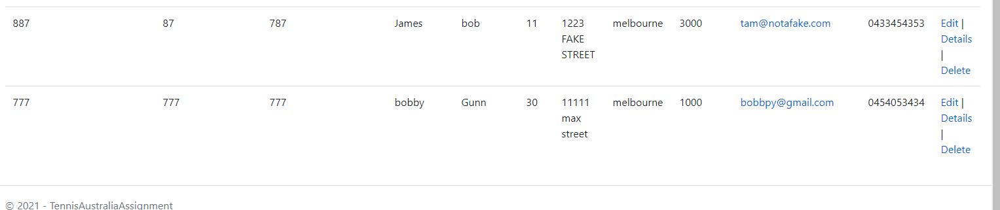 887 87 787 James bob 11 1223 melbourne 3000 tam@notafake.com 0433454353 Edit |
FAKE Details
STREET |
Delete
777 777 777 bobby Gunn 30 11111 melbourne 1000 bobbpy@gmail.com 0454053434 Edit |
max Details
street |
Delete
© 2021 - TennisAustraliaAssignment